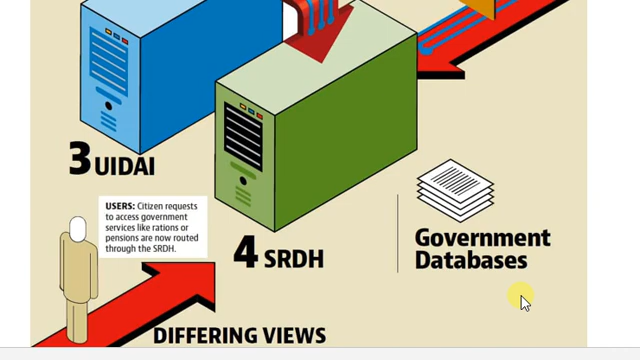 3 UIDAI
USERS: Citizen requests
to access government
services like rations or
pensions are now routed
through the SRDH.
4 SRDH
Government
Databases
DIFFERING VIEWS